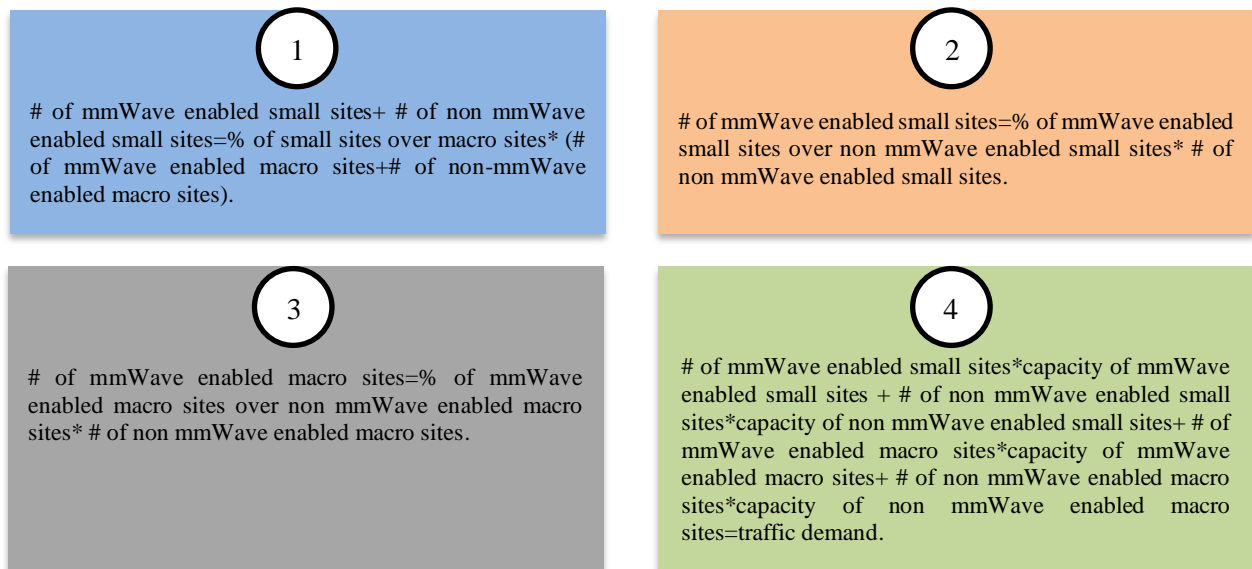 1
# of mmWave enabled small sites+ # of non mmWave
enabled small sites=% of small sites over macro sites* (#
of mmWave enabled macro sites+# of non-mmWave
enabled macro sites).
2
# of mmWave enabled small sites=% of mmWave enabled
small sites over non mmWave enabled small sites* # of
non mmWave enabled small sites.
3
# of mmWave enabled macro sites=% of mmWave
enabled macro sites over non mmWave enabled macro
sites* # of non mmWave enabled macro sites.
4
# of mmWave enabled small sites*capacity of mmWave
enabled small sites + # of non mmWave enabled small
sites*capacity of non mmWave enabled small sites+ # of
mmWave enabled macro sites*capacity of mmWave
enabled macro sites+ # of non mmWave enabled macro
sites*capacity of non mmWave enabled macro
sites=traffic demand.